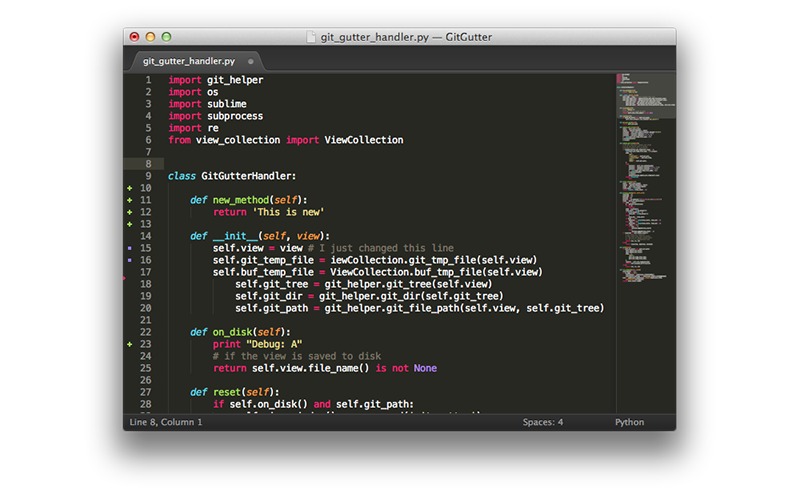 git_gutter_handler.py — GitGutter
git_gutter_handler.py
1 import git_helper
2 import os
3 import sublime
4 import subprocess
5 import re
6 from view_collection import ViewCollection
7
8
9 class GitGutterHandler:
+ 10
+ 11 def new_method(self):
+ 12 return 'This is new'
+ 13
14 def __init__(self, view):
15 self.view = view # I just changed this line
16 self.git_temp_file = iewCollection.git_tmp_file(self.view)
17 self.buf_temp_file = ViewCollection.buf_tmp_file(self.view)
18 self.git_tree = git_helper.git_tree(self.view)
19 self.git_dir = git_helper.git_dir(self.git_tree)
20 self.git_path = git_helper.git_file_path(self.view, self.git_tree)
21
22 def on_disk(self):
+ 23 print "Debug: A"
24 # if the view is saved to disk
25 return self.view.file_name() is not None
26
27 def reset(self):
28 if self.on_disk() and self.git_path:
Line 8, Column 1
Spaces: 4
Python